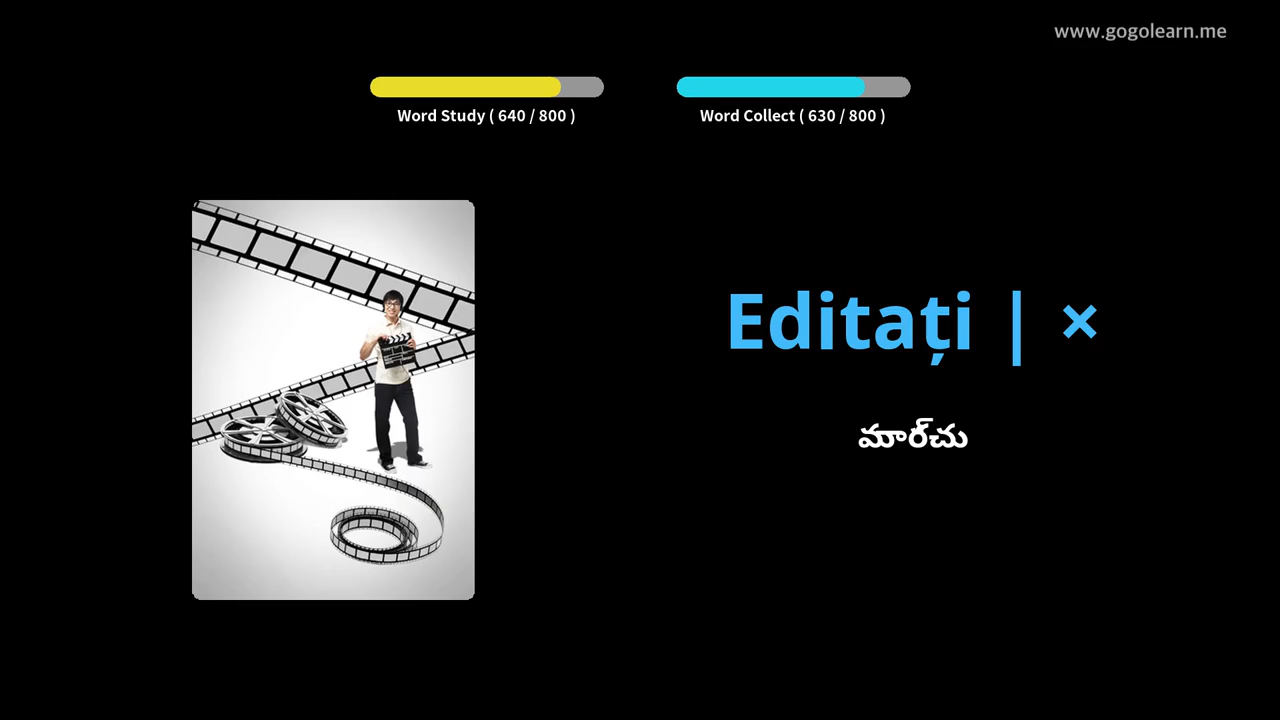 www.gogolearn.me
Word Study ( 640 / 800 )
Word Collect ( 630 / 800 )
Editați | ×
మార్‌చు